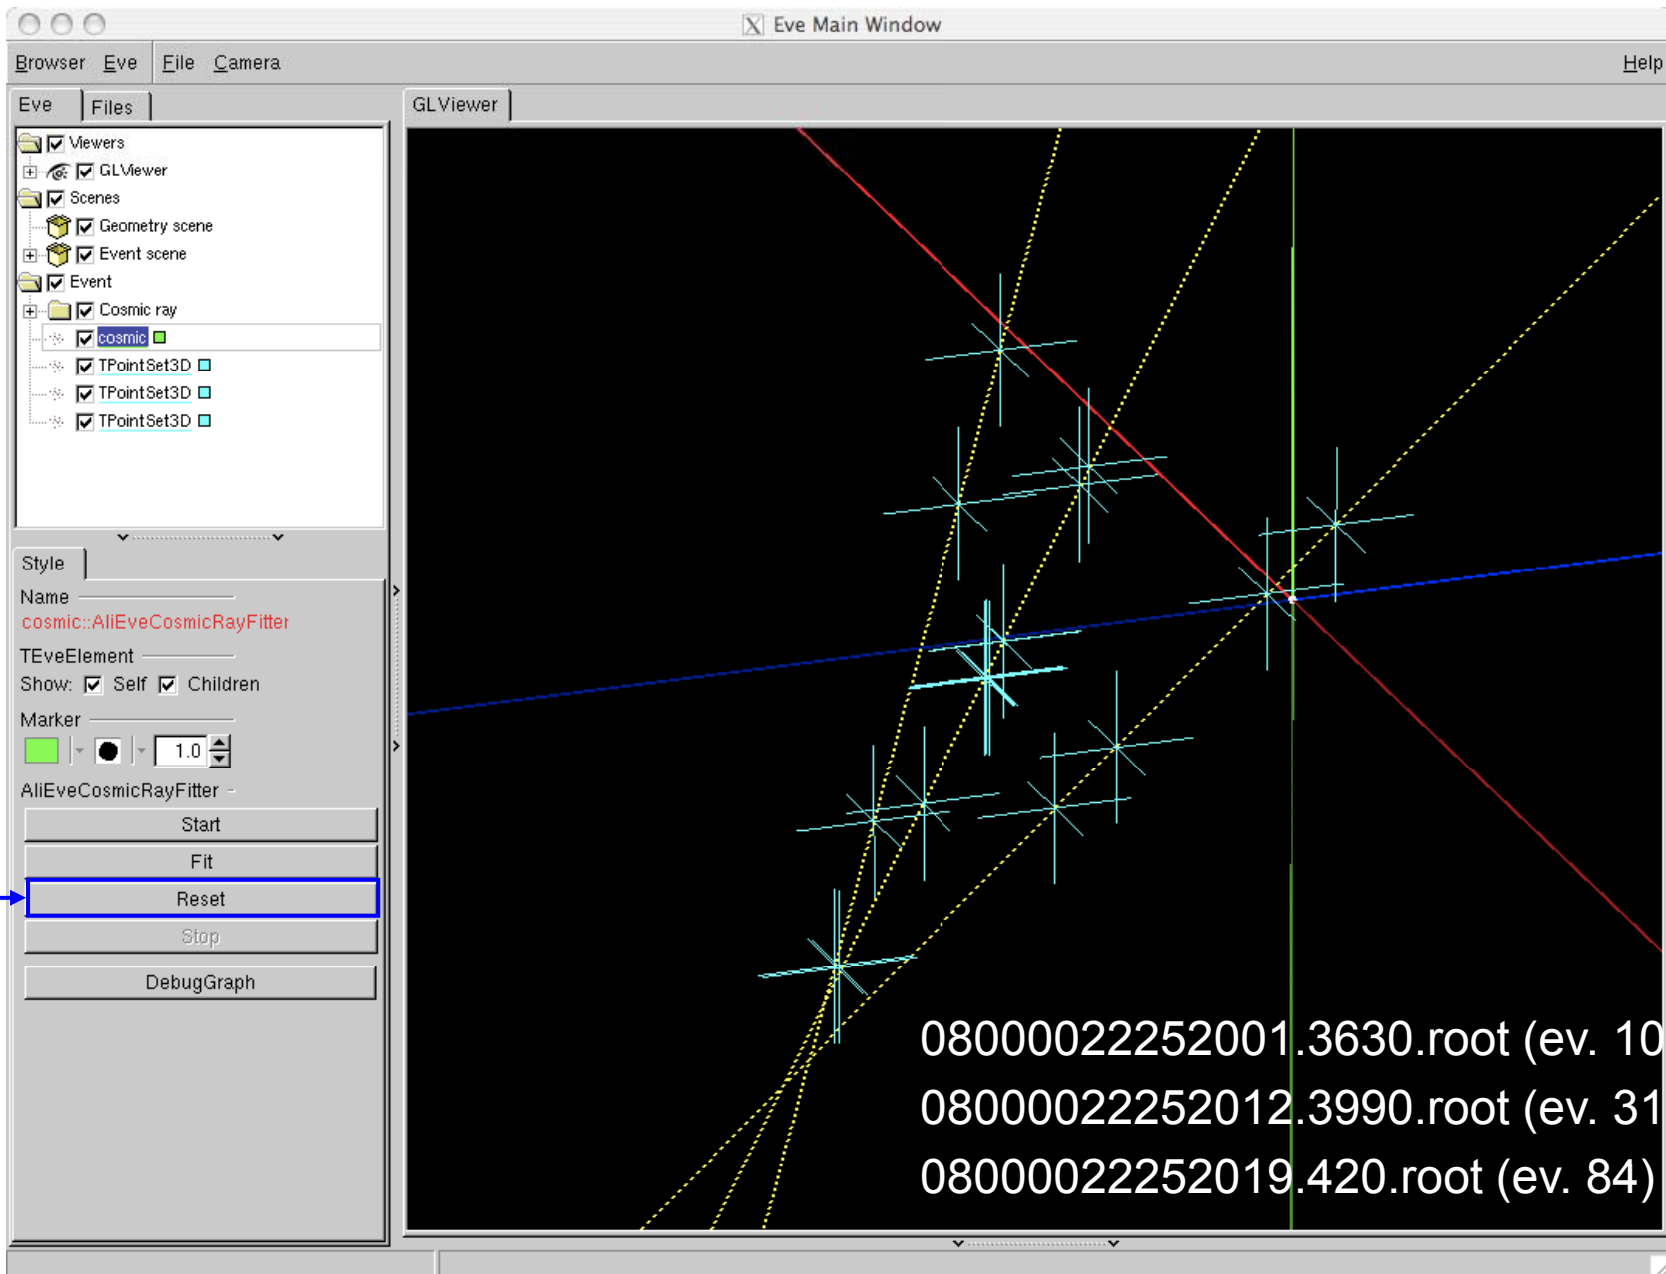 X Eve Main Window
Browser Eve File Camera Help
Eve Files GLViewer
Viewers
GLViewer
Scenes
Geometry scene
Event scene
Event
Cosmic ray
cosmic
TPointSet3D
TPointSet3D
TPointSet3D
Style
Name
cosmic::AliEveCosmicRayFitter
TEveElement
Show: Self Children
Marker
1.0
AliEveCosmicRayFitter
Start
Fit
Reset
Stop
DebugGraph
08000022252001.3630.root (ev. 10
08000022252012.3990.root (ev. 31
08000022252019.420.root (ev. 84)